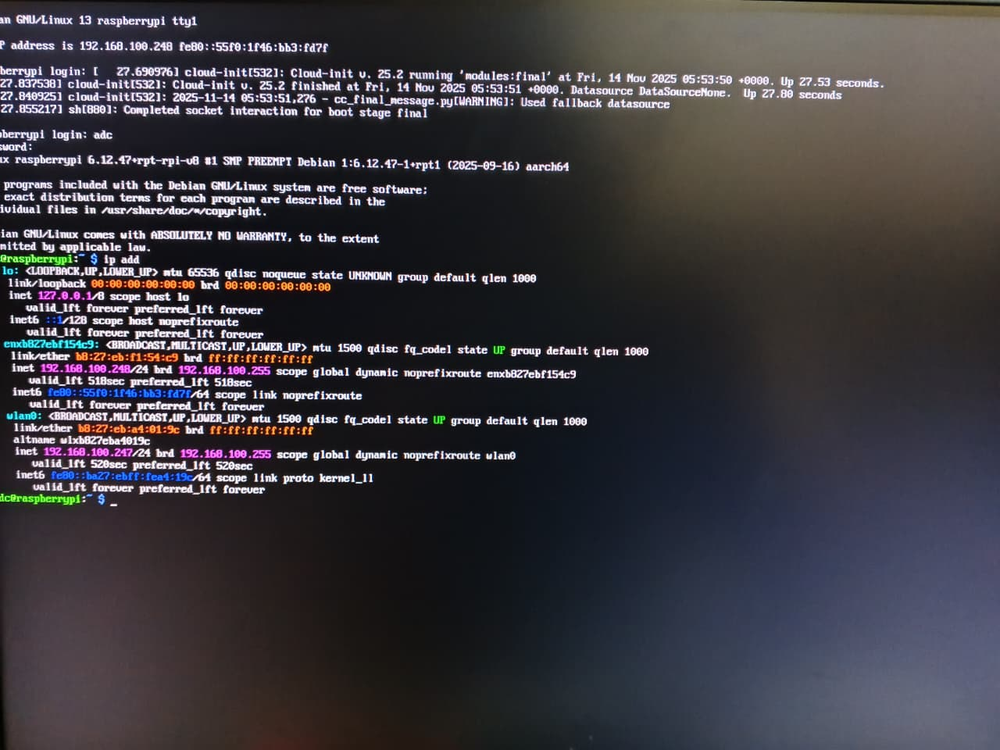 an GNU/Linux 13 raspberrypi tty1
P address is 192.168.100.248 fe80::55f0:1f46:bb3:fd7f
berrypi login: [   27.690976] cloud-init[532]: Cloud-init v. 25.2 running 'modules:final' at Fri, 14 Nov 2025 05:53:50 +0000. Up 27.53 seconds.
27.837538] cloud-init[532]: Cloud-init v. 25.2 finished at Fri, 14 Nov 2025 05:53:51 +0000. Datasource DataSourceNone.  Up 27.80 seconds
27.840925] cloud-init[532]: 2025-11-14 05:53:51,276 - cc_final_message.py[WARNING]: Used fallback datasource
27.855217] sh[880]: Completed socket interaction for boot stage final
berrypi login: adc
sword:
ux raspberrypi 6.12.47+rpt-rpi-v8 #1 SMP PREEMPT Debian 1:6.12.47-1+rpt1 (2025-09-16) aarch64
programs included with the Debian GNU/Linux system are free software;
exact distribution terms for each program are described in the
ividual files in /usr/share/doc/*/copyright.
ian GNU/Linux comes with ABSOLUTELY NO WARRANTY, to the extent
mitted by applicable law.
@raspberrypi:~ $ ip add
lo: <LOOPBACK,UP,LOWER_UP> mtu 65536 qdisc noqueue state UNKNOWN group default qlen 1000
link/loopback 00:00:00:00:00:00 brd 00:00:00:00:00:00
inet 127.0.0.1/8 scope host lo
valid_lft forever preferred_lft forever
inet6 ::1/128 scope host noprefixroute
valid_lft forever preferred_lft forever
enxb827ebf154c9: <BROADCAST,MULTICAST,UP,LOWER_UP> mtu 1500 qdisc fq_codel state UP group default qlen 1000
link/ether b8:27:eb:f1:54:c9 brd ff:ff:ff:ff:ff:ff
inet 192.168.100.248/24 brd 192.168.100.255 scope global dynamic noprefixroute enxb827ebf154c9
valid_lft 518sec preferred_lft 518sec
inet6 fe80::55f0:1f46:bb3:fd7f/64 scope link noprefixroute
valid_lft forever preferred_lft forever
wlan0: <BROADCAST,MULTICAST,UP,LOWER_UP> mtu 1500 qdisc fq_codel state UP group default qlen 1000
link/ether b8:27:eb:a4:01:9c brd ff:ff:ff:ff:ff:ff
altname wlxb827eba4019c
inet 192.168.100.247/24 brd 192.168.100.255 scope global dynamic noprefixroute wlan0
valid_lft 520sec preferred_lft 520sec
inet6 fe80::ba27:ebff:fea4:19c/64 scope link proto kernel_ll
valid_lft forever preferred_lft forever
dc@raspberrypi:~ $ _